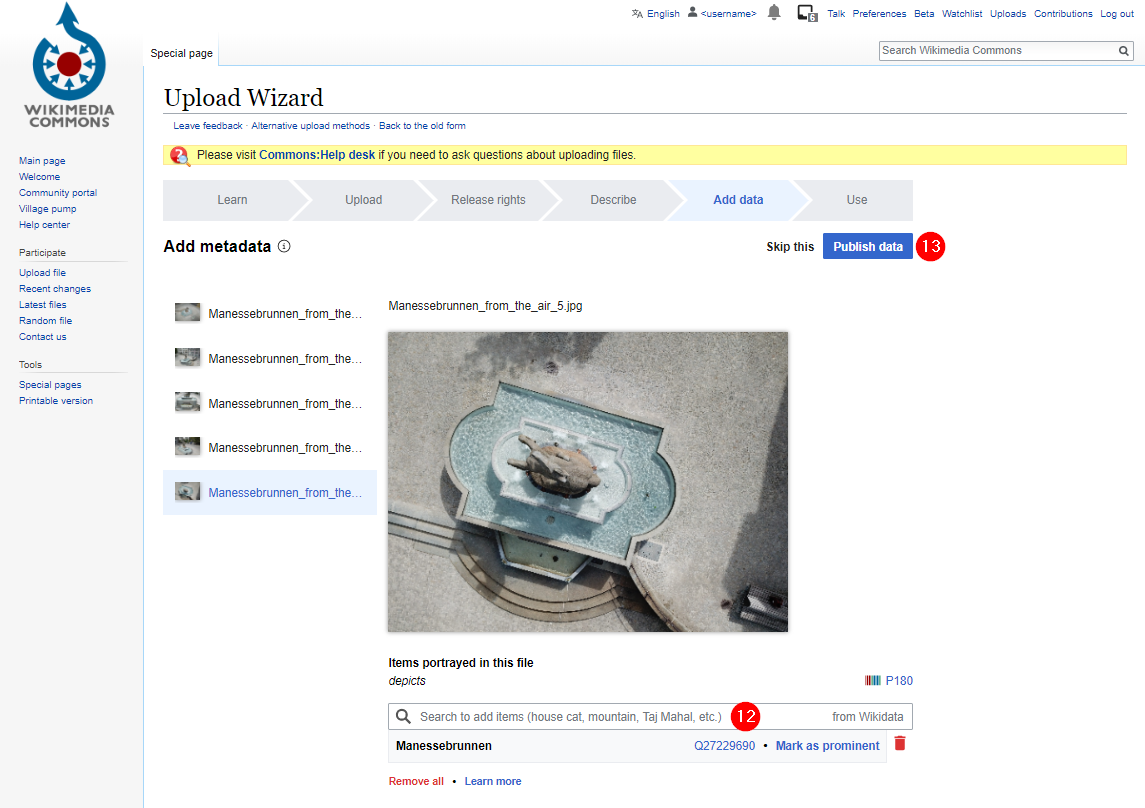 English <username> 6 Talk Preferences Beta Watchlist Uploads Contributions Log out
WIKIMEDIA
COMMONS
Special page
Search Wikimedia Commons
Upload Wizard
Leave feedback · Alternative upload methods · Back to the old form
? Please visit Commons:Help desk if you need to ask questions about uploading files.
Main page
Welcome
Community portal
Village pump
Help center
Participate
Upload file
Recent changes
Latest files
Random file
Contact us
Tools
Special pages
Printable version
Learn Upload Release rights Describe Add data Use
Add metadata Skip this Publish data 13
Manessebrunnen_from_the...
Manessebrunnen_from_the...
Manessebrunnen_from_the...
Manessebrunnen_from_the...
Manessebrunnen_from_the...
Manessebrunnen_from_the_air_5.jpg
Items portrayed in this file
depicts P180
Search to add items (house cat, mountain, Taj Mahal, etc.) 12 from Wikidata
Manessebrunnen Q27229690 • Mark as prominent
Remove all • Learn more